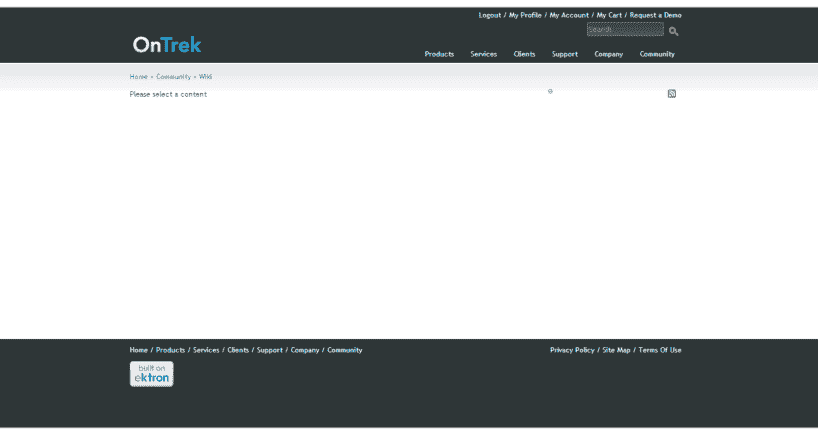 Logout / My Profile / My Account / My Cart / Request a Demo
Search
OnTrek
Products Services Clients Support Company Community
Home > Community > Wiki
Please select a content
Home / Products / Services / Clients / Support / Company / Community
Privacy Policy / Site Map / Terms Of Use
built on
ektron